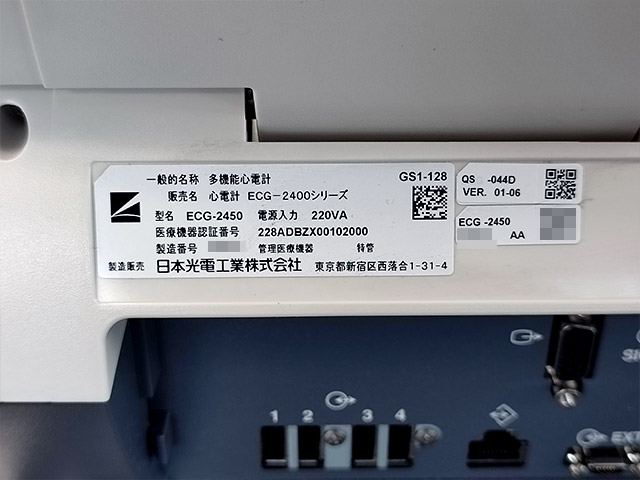 一般的名称 多機能心電計
GS1-128
販売名 心電計 ECG-2400シリーズ
型名 ECG-2450 電源入力 220VA
医療機器認証番号 228ADBZX00102000
製造番号 管理医療機器 特管
製造販売 日本光電工業株式会社 東京都新宿区西落合1-31-4
QS -044D
VER. 01-06
ECG-2450
AA
1 2 3 4
EXT